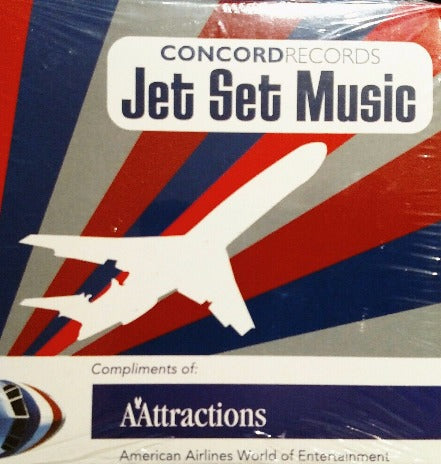 CONCORDRECORDS
Jet Set Music
Compliments of:
AAttractions
American Airlines World of Entertainment